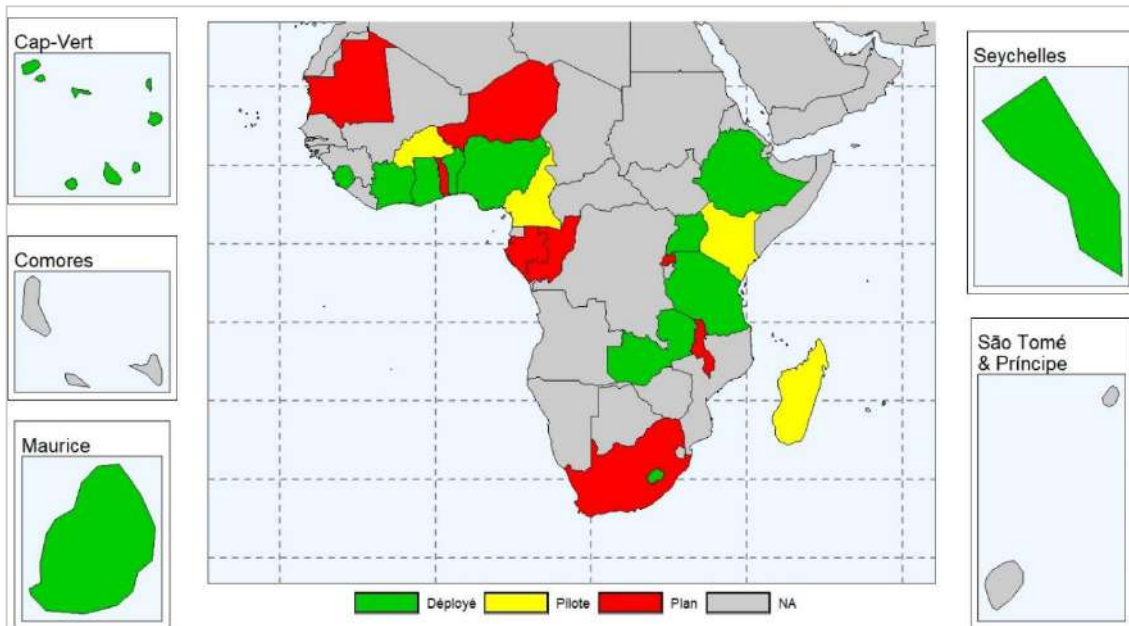 Cap-Vert
Comores
Maurice
Seychelles
São Tomé
& Príncipe
Déployé
Pilote
Plan
NA